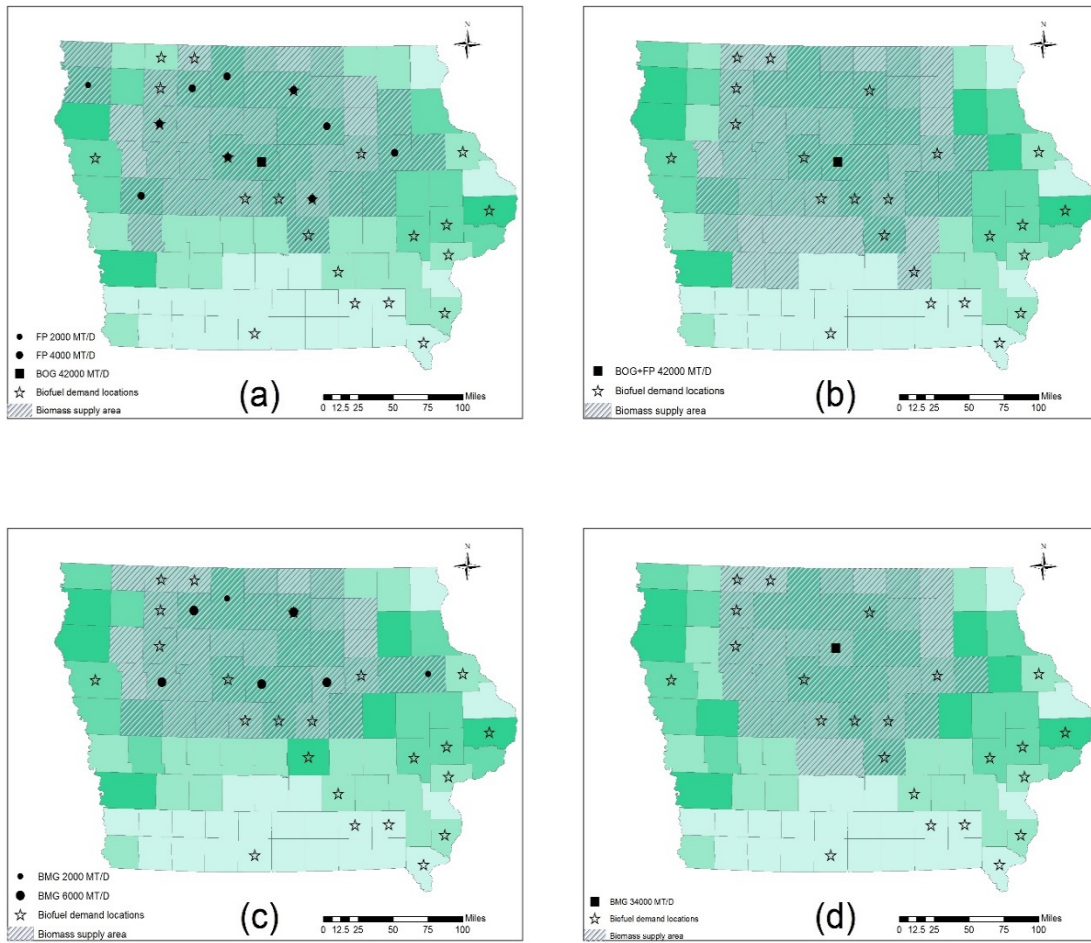 N
FP 2000 MT/D
FP 4000 MT/D
BOG 42000 MT/D
Biofuel demand locations
Biomass supply area
(a)
Miles
0 12.5 25 50 75 100
N
BOG+FP 42000 MT/D
Biofuel demand locations
Biomass supply area
(b)
Miles
0 12.5 25 50 75 100
N
BMG 2000 MT/D
BMG 6000 MT/D
Biofuel demand locations
Biomass supply area
(c)
Miles
0 12.5 25 50 75 100
N
BMG 34000 MT/D
Biofuel demand locations
Biomass supply area
(d)
Miles
0 12.5 25 50 75 100